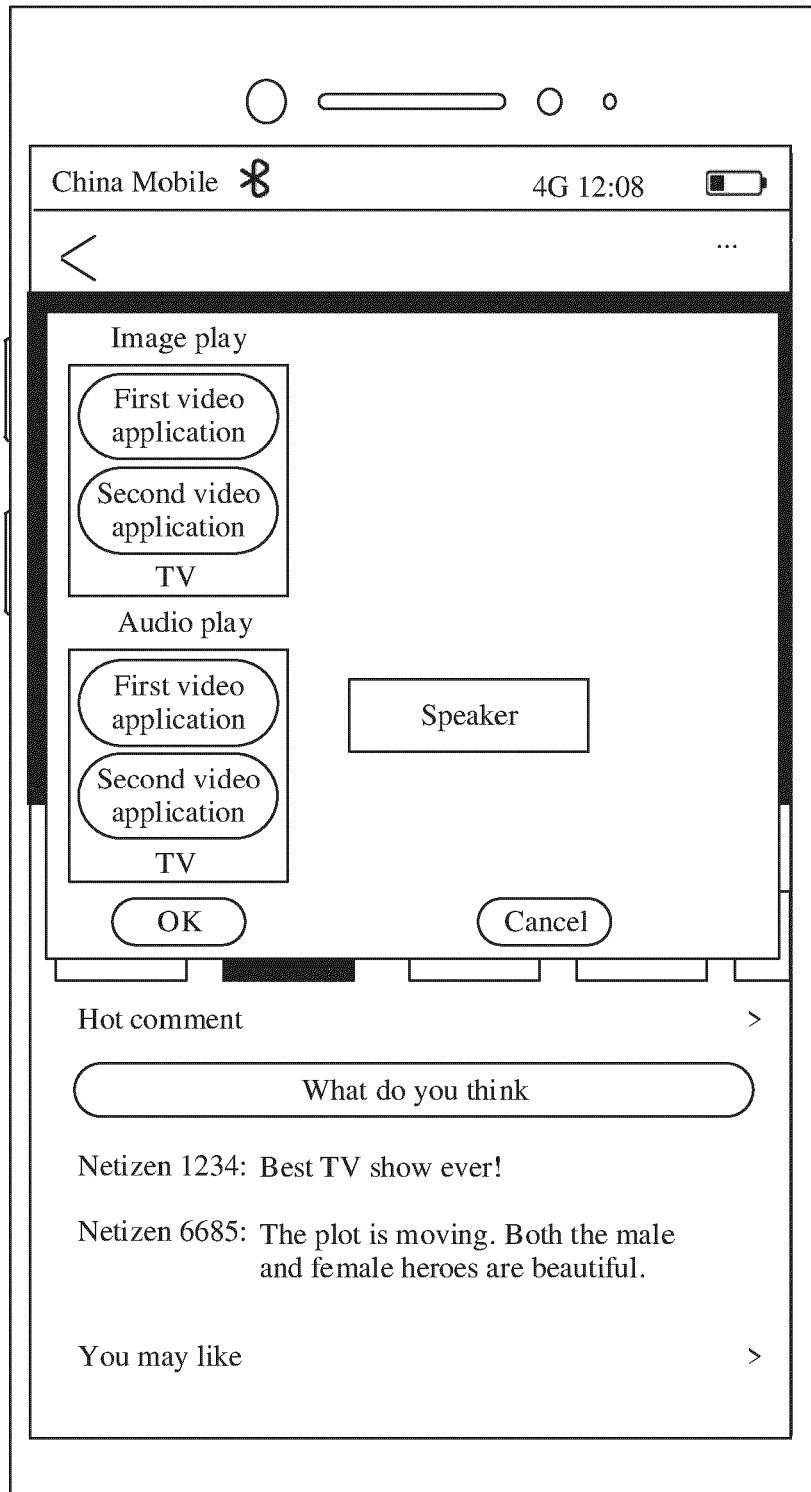 China Mobile 4G 12:08
<
...
Image play
First video
application
Second video
application
TV
Audio play
First video
application
Speaker
Second video
application
TV
OK Cancel
Hot comment >
What do you think
Netizen 1234: Best TV show ever!
Netizen 6685: The plot is moving. Both the male
and female heroes are beautiful.
You may like >